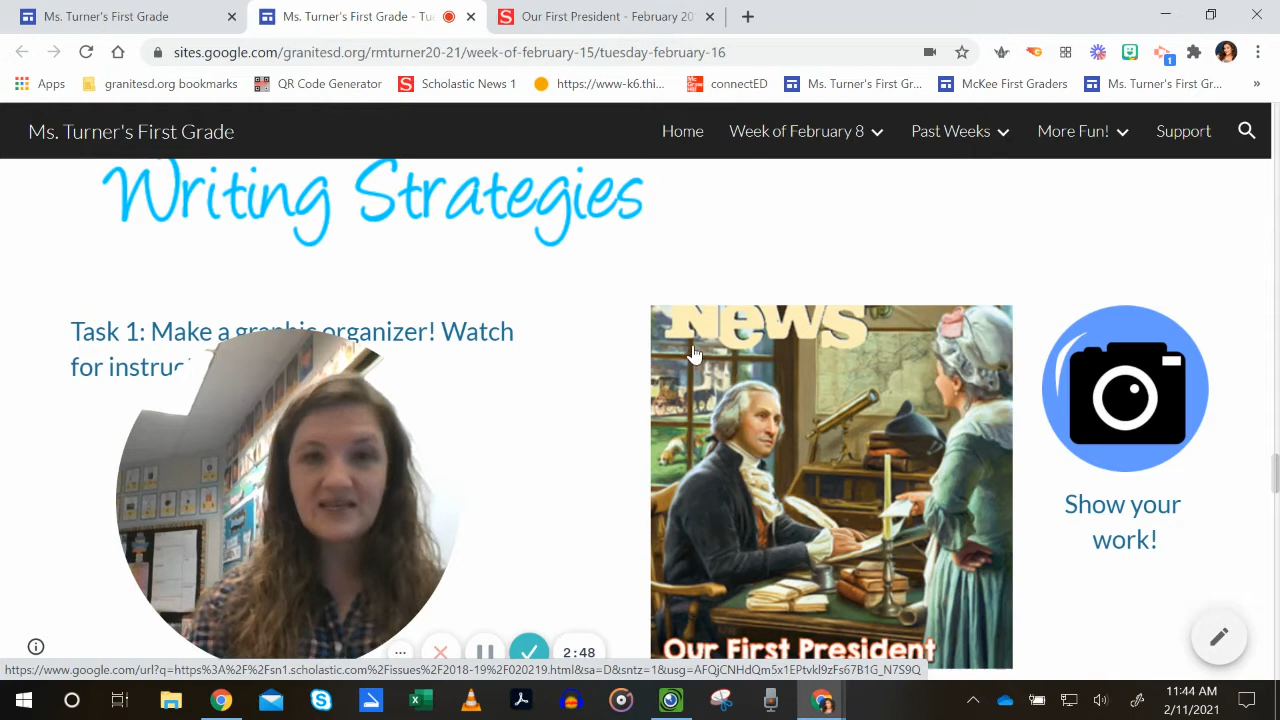 Ms. Turner's First Grade
Ms. Turner's First Grade - Tu
Our First President - February 20
sites.google.com/granitesd.org/rmturner20-21/week-of-february-15/tuesday-february-16
1
Apps
granitesd.org bookmarks
QR Code Generator
Scholastic News 1
https://www-k6.thi...
connectED
Ms. Turner's First Gr...
McKee First Graders
Ms. Turner's First Gr...
»
Ms. Turner's First Grade
Home
Week of February 8
Past Weeks
More Fun!
Support
Writing Strategies
Task 1: Make a graphic organizer! Watch
for instruc
News
Our First President
Show your
work!
2:48
https://www.google.com/url?q=https%3A%2F%2Fsn1.scholastic.com%2Fissues%2F2018-19%2F020219.html&sa=D&sntz=1&usg=AFQjCNHdQm5x1EPtvkI9zFs67B1G_N7S9Q
11:44 AM
2/11/2021